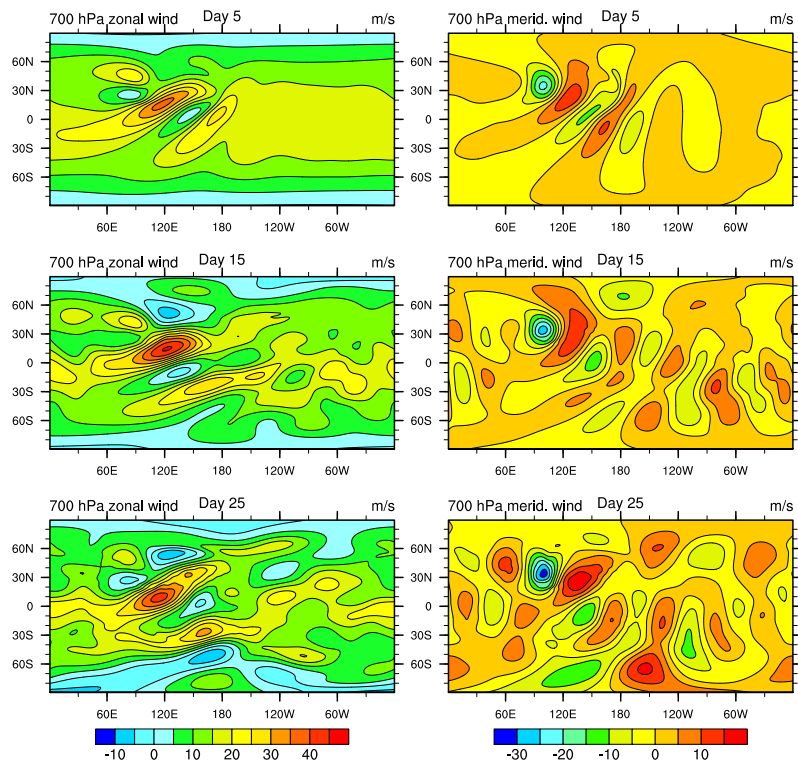 700 hPa zonal wind Day 5 m/s
60N
30N
0
30S
60S
60E 120E 180 120W 60W
700 hPa merid. wind Day 5 m/s
60N
30N
0
30S
60S
60E 120E 180 120W 60W
700 hPa zonal wind Day 15 m/s
60N
30N
0
30S
60S
60E 120E 180 120W 60W
700 hPa merid. wind Day 15 m/s
60N
30N
0
30S
60S
60E 120E 180 120W 60W
700 hPa zonal wind Day 25 m/s
60N
30N
0
30S
60S
60E 120E 180 120W 60W
700 hPa merid. wind Day 25 m/s
60N
30N
0
30S
60S
60E 120E 180 120W 60W
-10 0 10 20 30 40
-30 -20 -10 0 10